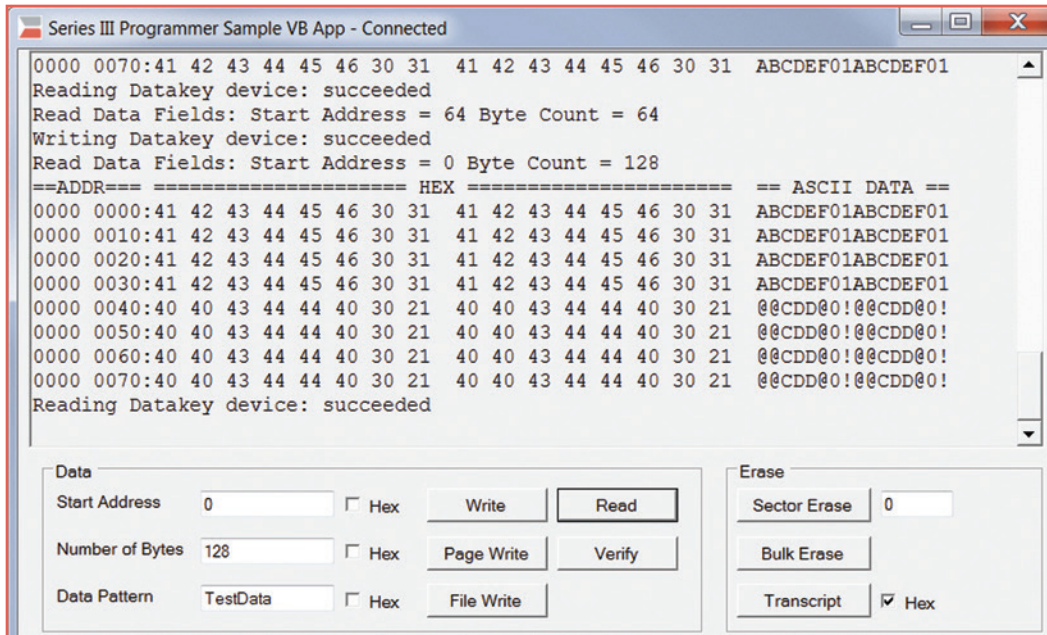 Series III Programmer Sample VB App - Connected
0000 0070:41 42 43 44 45 46 30 31  41 42 43 44 45 46 30 31  ABCDEF01ABCDEF01
Reading Datakey device: succeeded
Read Data Fields: Start Address = 64 Byte Count = 64
Writing Datakey device: succeeded
Read Data Fields: Start Address = 0 Byte Count = 128
==ADDR=== ===================== HEX ======================  == ASCII DATA ==
0000 0000:41 42 43 44 45 46 30 31  41 42 43 44 45 46 30 31  ABCDEF01ABCDEF01
0000 0010:41 42 43 44 45 46 30 31  41 42 43 44 45 46 30 31  ABCDEF01ABCDEF01
0000 0020:41 42 43 44 45 46 30 31  41 42 43 44 45 46 30 31  ABCDEF01ABCDEF01
0000 0030:41 42 43 44 45 46 30 31  41 42 43 44 45 46 30 31  ABCDEF01ABCDEF01
0000 0040:40 40 43 44 44 40 30 21  40 40 43 44 44 40 30 21  @@CDD@0!@@CDD@0!
0000 0050:40 40 43 44 44 40 30 21  40 40 43 44 44 40 30 21  @@CDD@0!@@CDD@0!
0000 0060:40 40 43 44 44 40 30 21  40 40 43 44 44 40 30 21  @@CDD@0!@@CDD@0!
0000 0070:40 40 43 44 44 40 30 21  40 40 43 44 44 40 30 21  @@CDD@0!@@CDD@0!
Reading Datakey device: succeeded
Data Erase
Start Address 0 Hex Write Read Sector Erase 0
Number of Bytes 128 Hex Page Write Verify Bulk Erase
Data Pattern TestData Hex File Write Transcript Hex